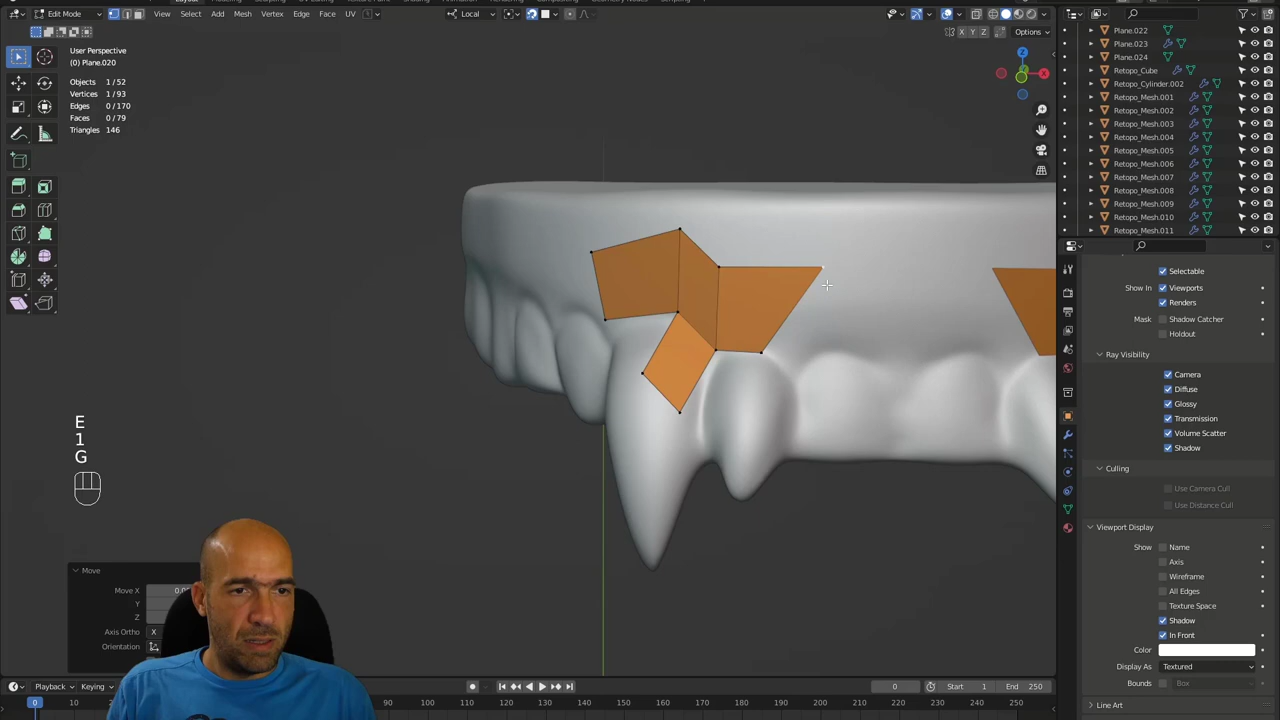 Edit Mode
View Select Add Mesh Vertex Edge Face UV
Local
Options
X Y Z
User Perspective
(0) Plane.020
Objects 1/52
Vertices 1/93
Edges 0/170
Faces 0/79
Triangles 146
Z
X
E
1
G
Move
Move X 0.0
Y
Z
Axis Ortho X
Orientation
Plane.022
Plane.023
Plane.024
Retopo_Cube
Retopo_Cylinder.002
Retopo_Mesh.001
Retopo_Mesh.002
Retopo_Mesh.003
Retopo_Mesh.004
Retopo_Mesh.005
Retopo_Mesh.006
Retopo_Mesh.007
Retopo_Mesh.008
Retopo_Mesh.009
Retopo_Mesh.010
Retopo_Mesh.011
Selectable
Show In Viewports
Renders
Mask Shadow Catcher
Holdout
Ray Visibility
Camera
Diffuse
Glossy
Transmission
Volume Scatter
Shadow
Culling
Use Camera Cull
Use Distance Cull
Viewport Display
Show Name
Axis
Wireframe
All Edges
Texture Space
Shadow
In Front
Color
Display As Textured
Bounds Box
Line Art
Playback Keying
0 Start 1 End 250
0 10 80 90 100 110 120 130 140 150 160 170 180 190 200 210 220 230 240 250